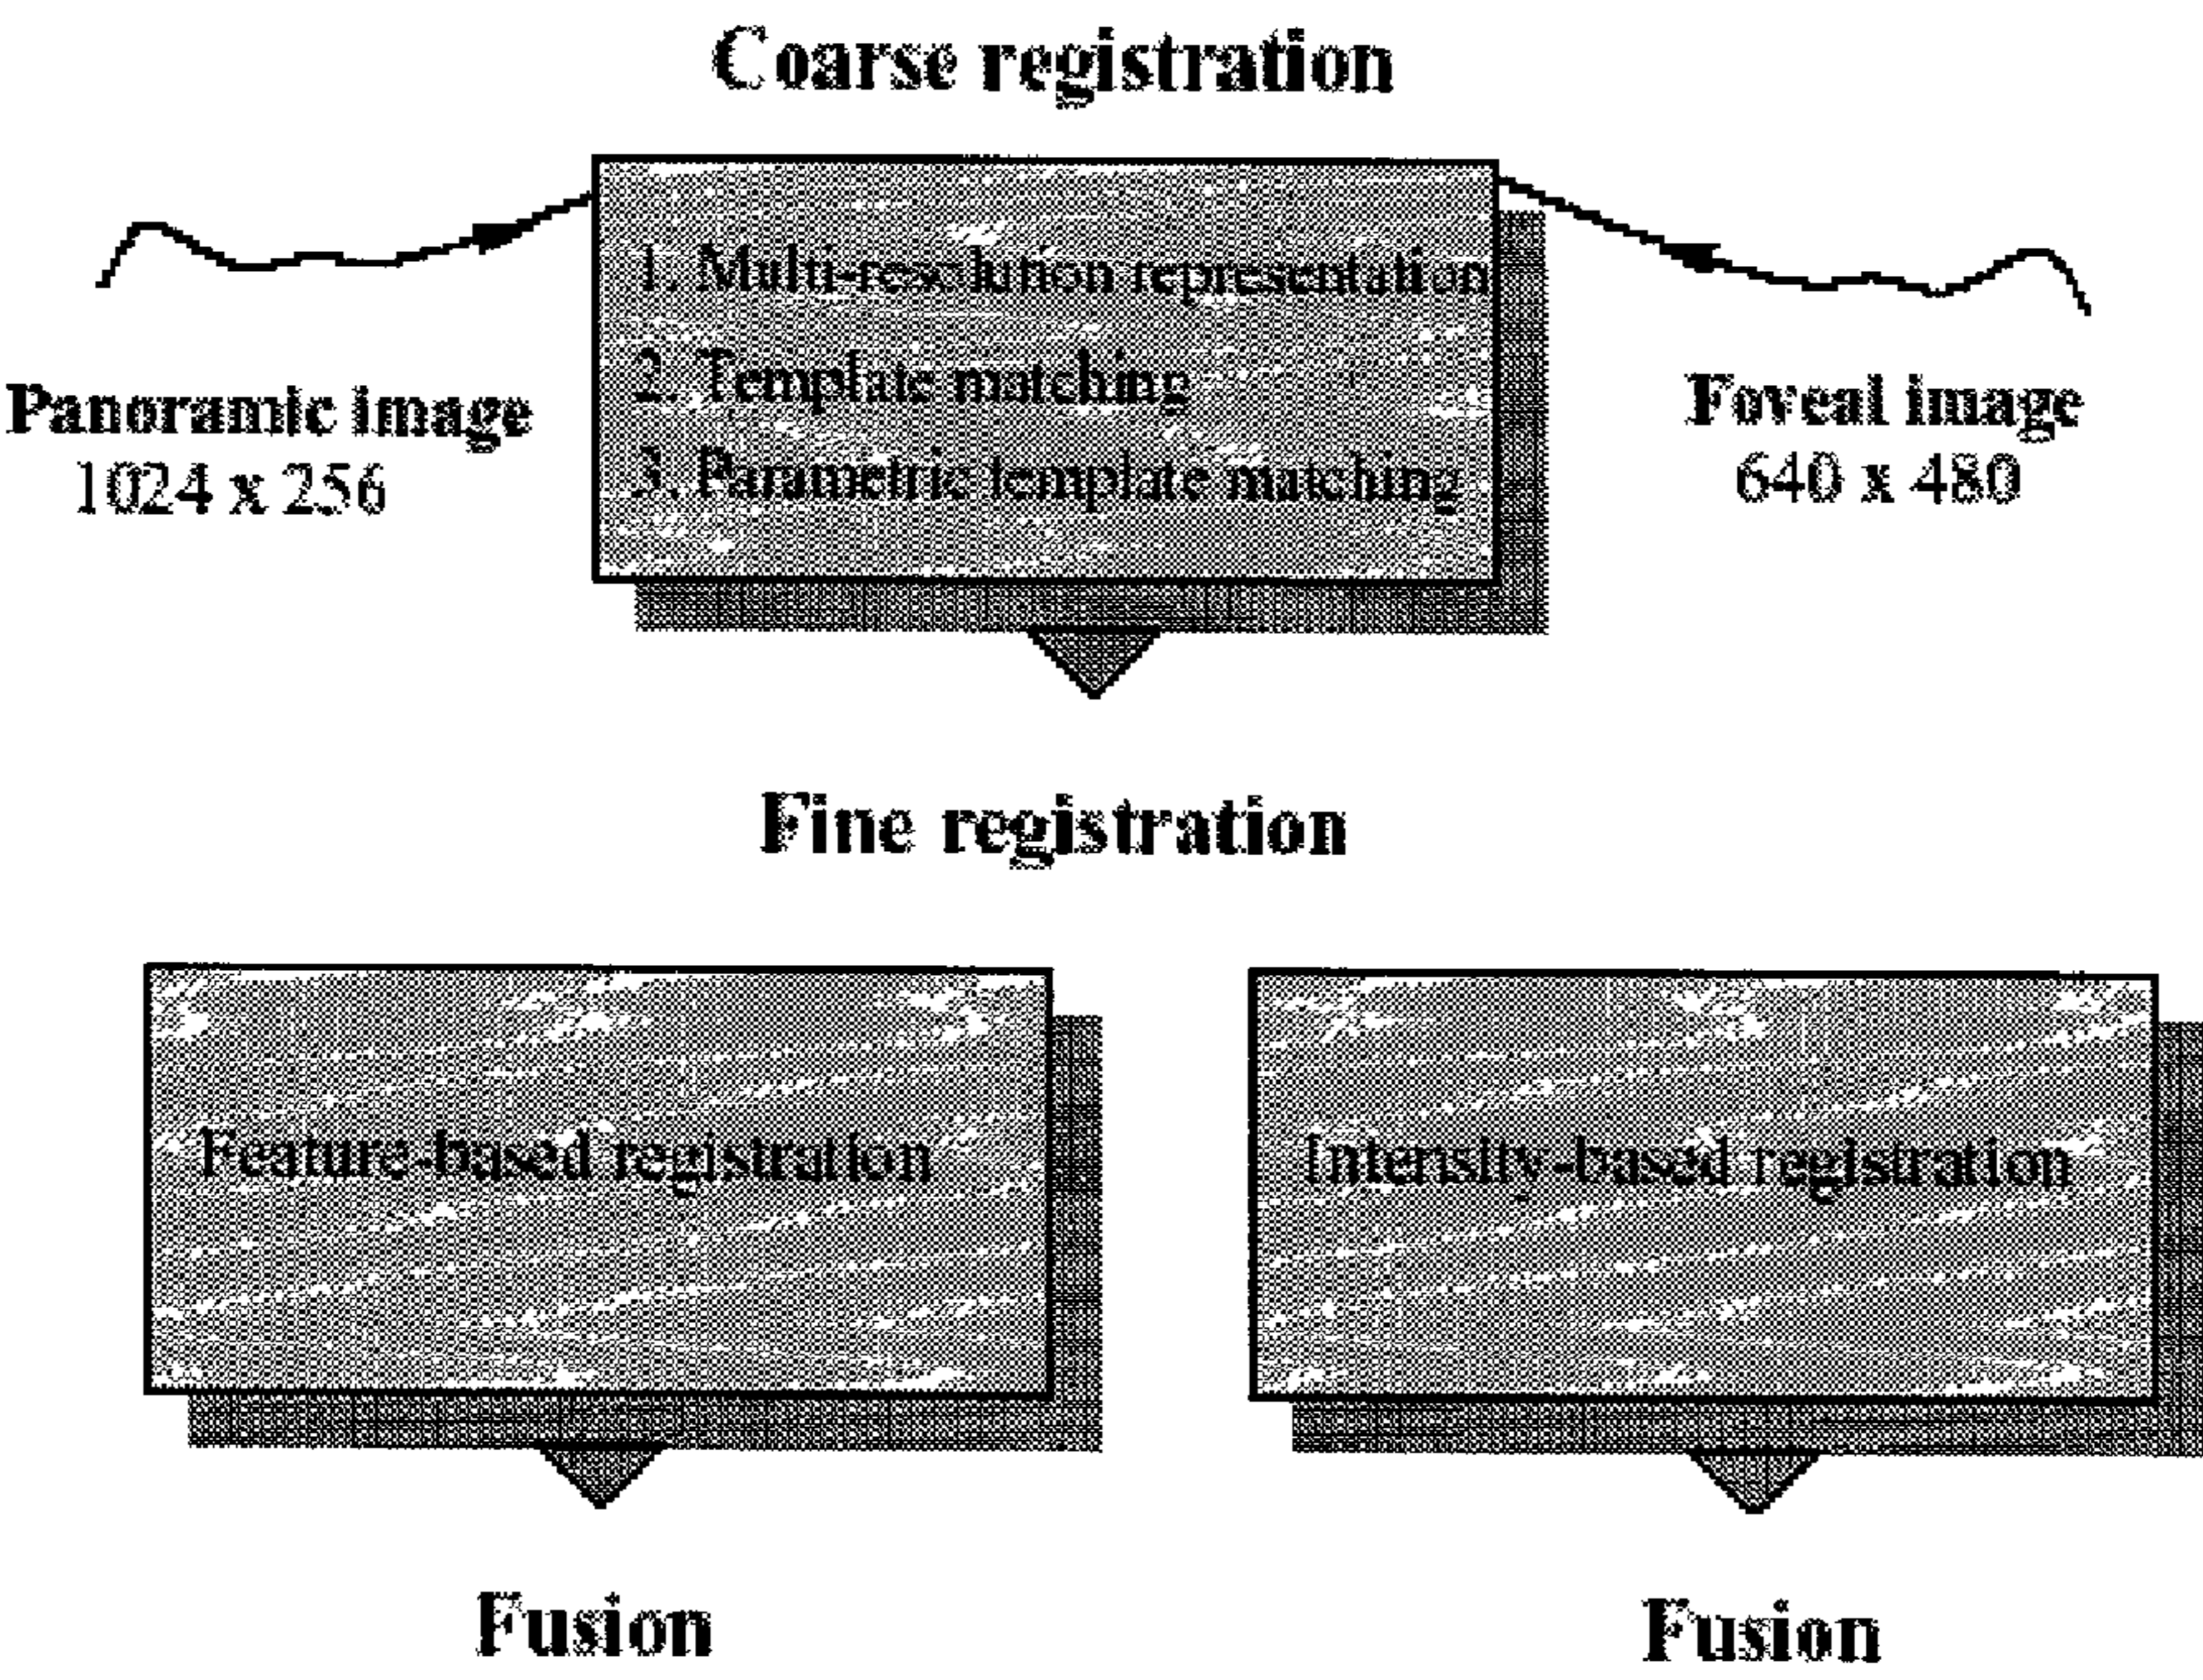 Coarse registration
1. Multi-resolution representation
2. Template matching
3. Parametric template matching
Panoramic image
1024 x 256
Foveal image
640 x 480
Fine registration
Feature-based registration
Intensity-based registration
Fusion
Fusion